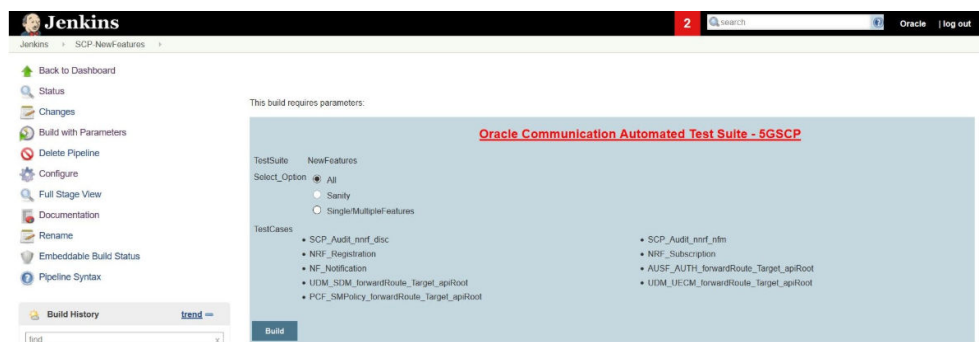 Jenkins
2
search
Oracle
| log out
Jenkins
SCP-NewFeatures
Back to Dashboard
Status
Changes
Build with Parameters
Delete Pipeline
Configure
Full Stage View
Documentation
Rename
Embeddable Build Status
Pipeline Syntax
Build History
trend
find
x
This build requires parameters:
Oracle Communication Automated Test Suite - 5GSCP
TestSuite NewFeatures
Select_Option All
Sanity
Single/MultipleFeatures
TestCases
SCP_Audit_nnrf_disc
SCP_Audit_nnrf_nfm
NRF_Registration
NRF_Subscription
NF_Notification
AUSF_AUTH_forwardRoute_Target_apiRoot
UDM_SDM_forwardRoute_Target_apiRoot
UDM_UECM_forwardRoute_Target_apiRoot
PCF_SMPolicy_forwardRoute_Target_apiRoot
Build